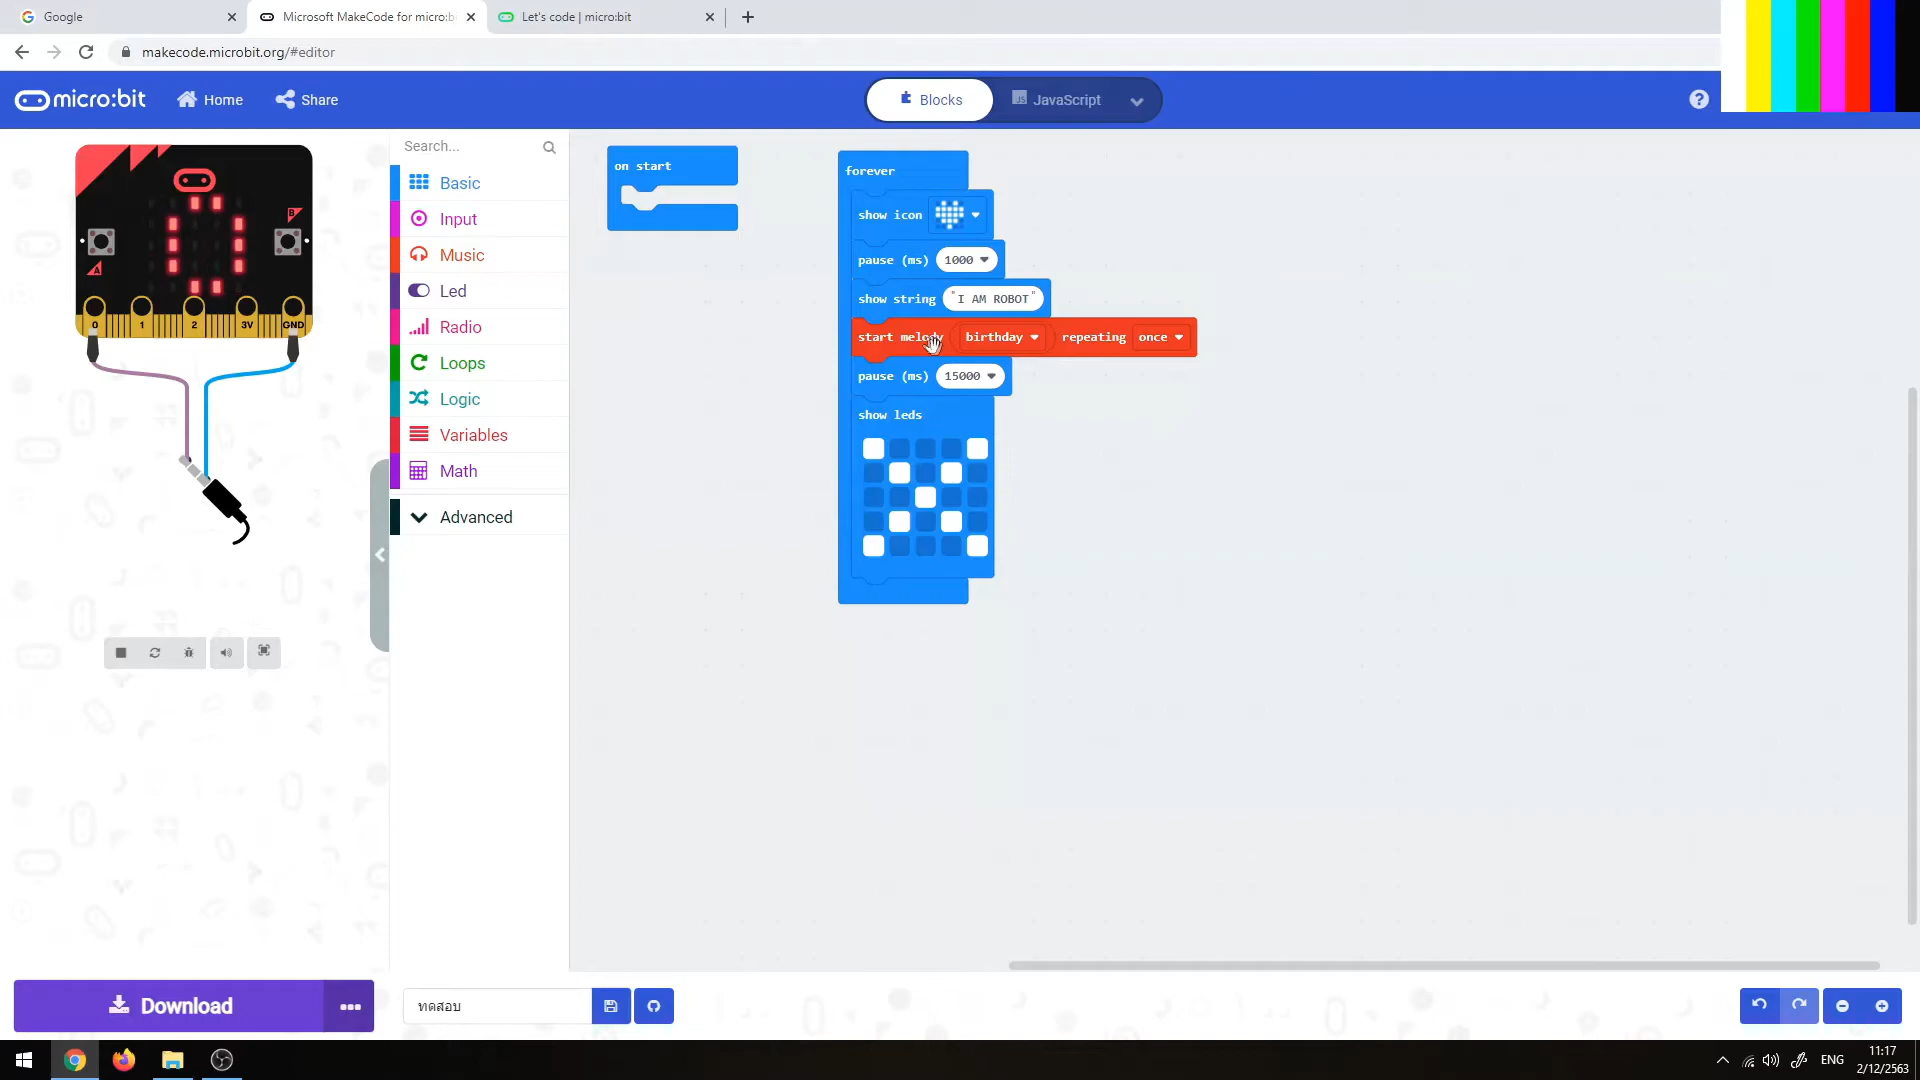 Google
Microsoft MakeCode for micro:b
Let's code | micro:bit
makecode.microbit.org/#editor
micro:bit
Home
Share
Blocks
JS
JavaScript
?
A
B
0
1
2
3V
GND
Search...
Basic
Input
Music
Led
Radio
Loops
Logic
Variables
Math
Advanced
on start
forever
show icon
pause (ms) 1000
show string "I AM ROBOT"
start melody birthday repeating once
pause (ms) 15000
show leds
Download
ทดสอบ
ENG
11:17
2/12/2563